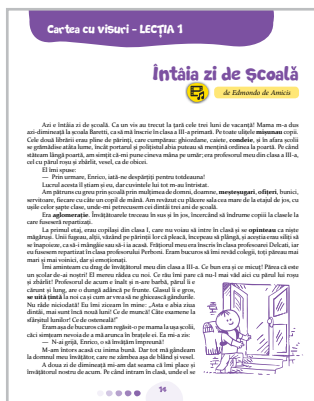 Cartea cu visuri – LECȚIA 1
Întâia zi de Școală
de Edmondo de Amicis
Azi e întâia zi de școală. Ca un vis au trecut la țară cele trei luni de vacanță! Mama m-a dus
azi-dimineață la școala Baretti, ca să mă înscrie în clasa a III-a primară. Pe toate ulițele mișunau copii.
Cele două librării erau pline de părinți, care cumpărau: ghiozdane, caiete, condeie, și în afara școlii
se grămădise atâta lume, încât portarul și polițistul abia puteau să mențină ordinea la poartă. Pe când
stăteam lângă poartă, am simțit că-mi pune cineva mâna pe umăr; era profesorul meu din clasa a III-a,
cel cu părul roșu și zbârlit, vesel, ca de obicei.
El îmi spuse:
— Prin urmare, Enrico, iată-ne despărțiți pentru totdeauna!
Lucrul acesta îl știam și eu, dar cuvintele lui tot m-au întristat.
Am pătruns cu greu prin școală prin mulțimea de domni, doamne, meșteșugari, ofițeri, bunici,
servitoare, fiecare cu câte un copil de mână. Am revăzut cu plăcere sala cea mare de la etajul de jos, cu
ușile celor șapte clase, unde-mi petrecusem cei dintâi trei ani de școală.
Era aglomerație. Învățătoarele treceau în sus și în jos, încercând să îndrume copiii la clasele la
care fuseseră repartizați.
La primul etaj, erau copilași din clasa I, care nu voiau să intre în clasă și se opinteau ca niște
măgăruși. Unii fugeau, alții, văzând pe părinții lor că pleacă, începeau să plângă, și aceștia erau siliți să
se înapoieze, ca să-i mângâie sau să-i ia acasă. Frățiorul meu era înscris în clasa profesoarei Delcati, iar
eu fusesem repartizat în clasa profesorului Perboni. Eram bucuros să îmi revăd colegii, toți păreau mai
mari și mai voinici, dar și emoționați.
Îmi aminteam cu drag de învățătorul meu din clasa a III-a. Ce bun era și ce micuț! Părea că este
un școlar de-ai noștri! El mereu râdea cu noi. Ce rău îmi pare că nu-l mai văd aici cu părul lui roșu
și zbârlit! Profesorul de acum e înalt și n-are barbă, părul îi e
cărunt și lung, are o dungă adâncă pe frunte. Glasul îi e gros,
se uită țintă la noi ca și cum ar vrea să ne ghicească gândurile.
Nu râde niciodată! Eu îmi ziceam în minte: „Asta e abia ziua
dintâi, mai sunt încă nouă luni! Ce de muncă! Câte examene la
sfârșitul lunilor! Ce de osteneală!”
Eram așa de bucuros că am regăsit-o pe mama la ușa școlii,
căci simțeam nevoia de a mă arunca în brațele ei. Ea mi-a zis:
— N-ai grijă, Enrico, o să învățăm împreună!
M-am întors acasă cu inima bună. Dar tot mă gândeam
la domnul meu învățător, care ne zâmbea așa de blând și vesel.
A doua zi de dimineață mi-am dat seama că îmi place și
învățătorul nostru de acum. Pe când intram în clasă, unde el se
14